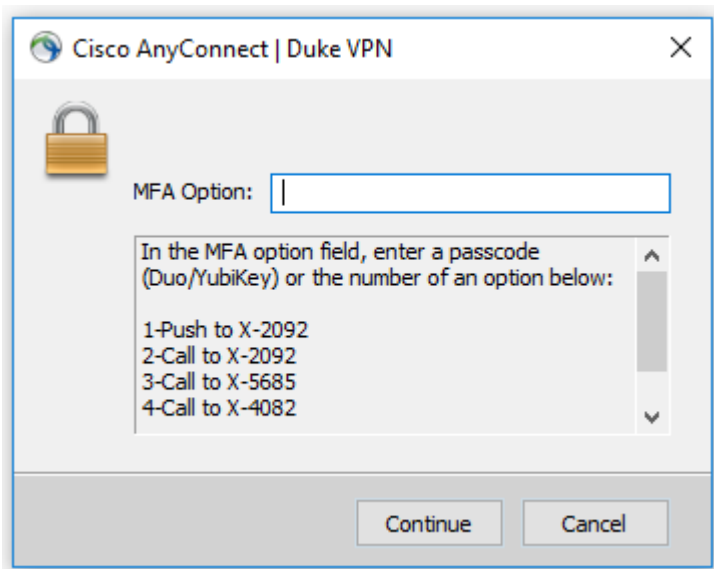 Cisco AnyConnect | Duke VPN
MFA Option:
In the MFA option field, enter a passcode
(Duo/YubiKey) or the number of an option below:
1-Push to X-2092
2-Call to X-2092
3-Call to X-5685
4-Call to X-4082
Continue Cancel